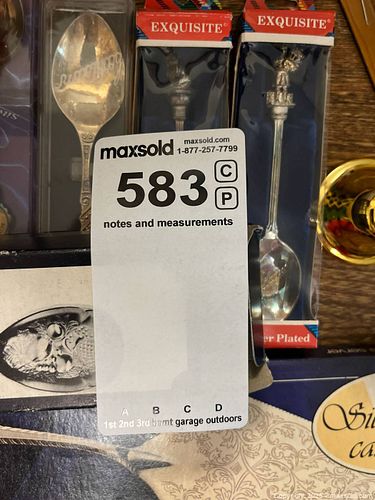 EXQUISITE
EXQUISITE
maxsold
maxsold.com
1-877-257-7799
583
C
P
notes and measurements
er Plated
A B C D
1st 2nd 3rd bsmt garage outdoors
ca